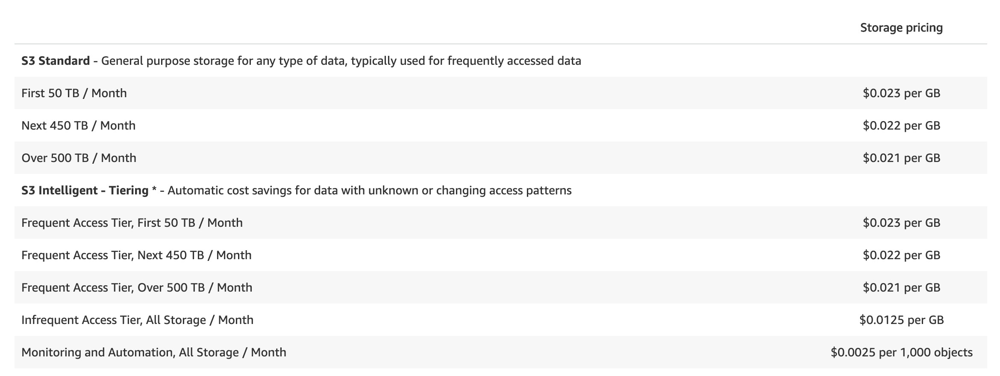 Storage pricing
S3 Standard - General purpose storage for any type of data, typically used for frequently accessed data
First 50 TB / Month $0.023 per GB
Next 450 TB / Month $0.022 per GB
Over 500 TB / Month $0.021 per GB
S3 Intelligent - Tiering * - Automatic cost savings for data with unknown or changing access patterns
Frequent Access Tier, First 50 TB / Month $0.023 per GB
Frequent Access Tier, Next 450 TB / Month $0.022 per GB
Frequent Access Tier, Over 500 TB / Month $0.021 per GB
Infrequent Access Tier, All Storage / Month $0.0125 per GB
Monitoring and Automation, All Storage / Month $0.0025 per 1,000 objects